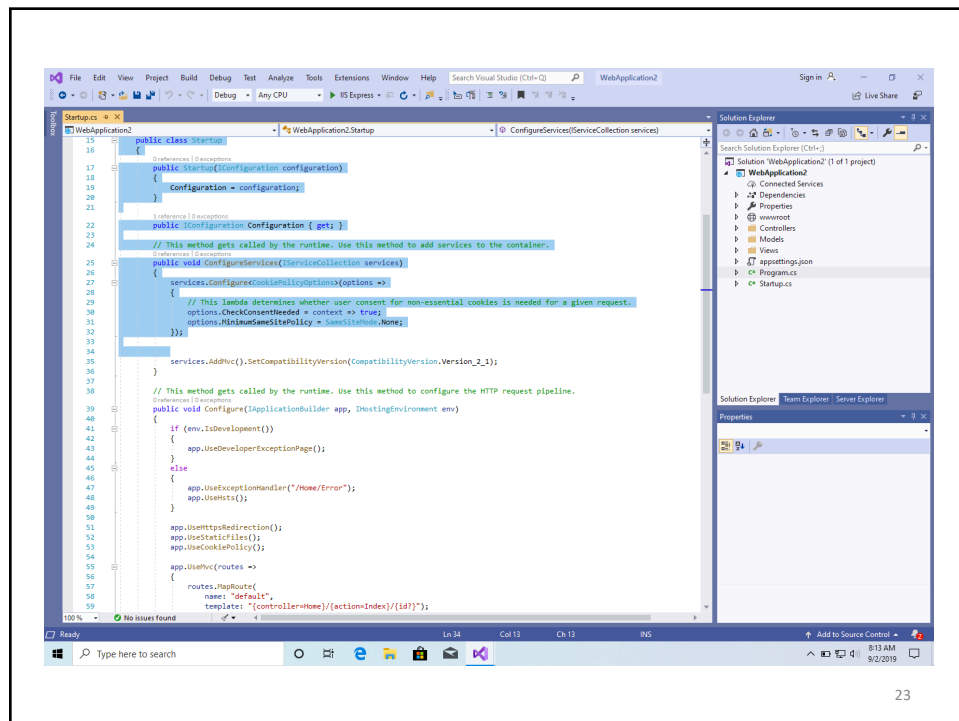 File Edit View Project Build Debug Test Analyze Tools Extensions Window Help Search Visual Studio (Ctrl+Q) WebApplication2 Sign in
Debug Any CPU IIS Express Live Share
Toolbox
Startup.cs
WebApplication2 WebApplication2.Startup ConfigureServices(IServiceCollection services)
15 public class Startup
16 {
0 references | 0 exceptions
17 public Startup(IConfiguration configuration)
18 {
19 Configuration = configuration;
20 }
21
1 reference | 0 exceptions
22 public IConfiguration Configuration { get; }
23
24 // This method gets called by the runtime. Use this method to add services to the container.
0 references | 0 exceptions
25 public void ConfigureServices(IServiceCollection services)
26 {
27 services.Configure<CookiePolicyOptions>(options =>
28 {
29 // This lambda determines whether user consent for non-essential cookies is needed for a given request.
30 options.CheckConsentNeeded = context => true;
31 options.MinimumSameSitePolicy = SameSiteMode.None;
32 });
33
34
35 services.AddMvc().SetCompatibilityVersion(CompatibilityVersion.Version_2_1);
36 }
37
38 // This method gets called by the runtime. Use this method to configure the HTTP request pipeline.
0 references | 0 exceptions
39 public void Configure(IApplicationBuilder app, IHostingEnvironment env)
40 {
41 if (env.IsDevelopment())
42 {
43 app.UseDeveloperExceptionPage();
44 }
45 else
46 {
47 app.UseExceptionHandler("/Home/Error");
48 app.UseHsts();
49 }
50
51 app.UseHttpsRedirection();
52 app.UseStaticFiles();
53 app.UseCookiePolicy();
54
55 app.UseMvc(routes =>
56 {
57 routes.MapRoute(
58 name: "default",
59 template: "{controller=Home}/{action=Index}/{id?}");
100 % No issues found
Solution Explorer
Search Solution Explorer (Ctrl+;)
Solution 'WebApplication2' (1 of 1 project)
WebApplication2
Connected Services
Dependencies
Properties
wwwroot
Controllers
Models
Views
appsettings.json
C# Program.cs
C# Startup.cs
Solution Explorer Team Explorer Server Explorer
Properties
Ready Ln 34 Col 13 Ch 13 INS Add to Source Control 2
Type here to search 8:13 AM
9/2/2019
23